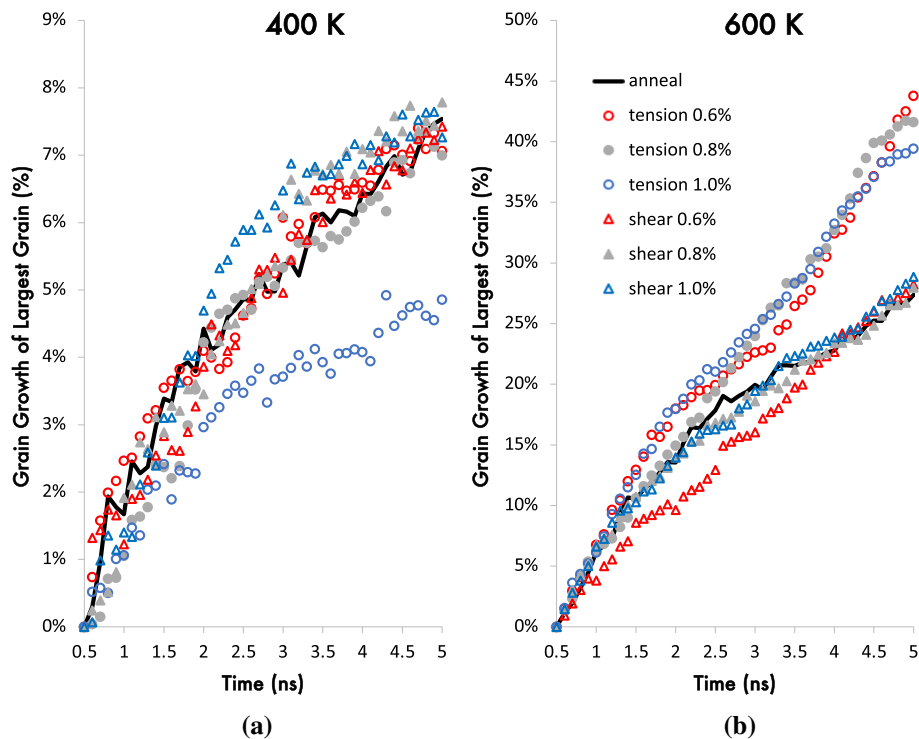 400 K
9%
8%
7%
6%
5%
4%
3%
2%
1%
0%
Grain Growth of Largest Grain (%)
0.5 1 1.5 2 2.5 3 3.5 4 4.5 5
Time (ns)
(a)
600 K
50%
45%
40%
35%
30%
25%
20%
15%
10%
5%
0%
Grain Growth of Largest Grain (%)
anneal
tension 0.6%
tension 0.8%
tension 1.0%
shear 0.6%
shear 0.8%
shear 1.0%
0.5 1 1.5 2 2.5 3 3.5 4 4.5 5
Time (ns)
(b)